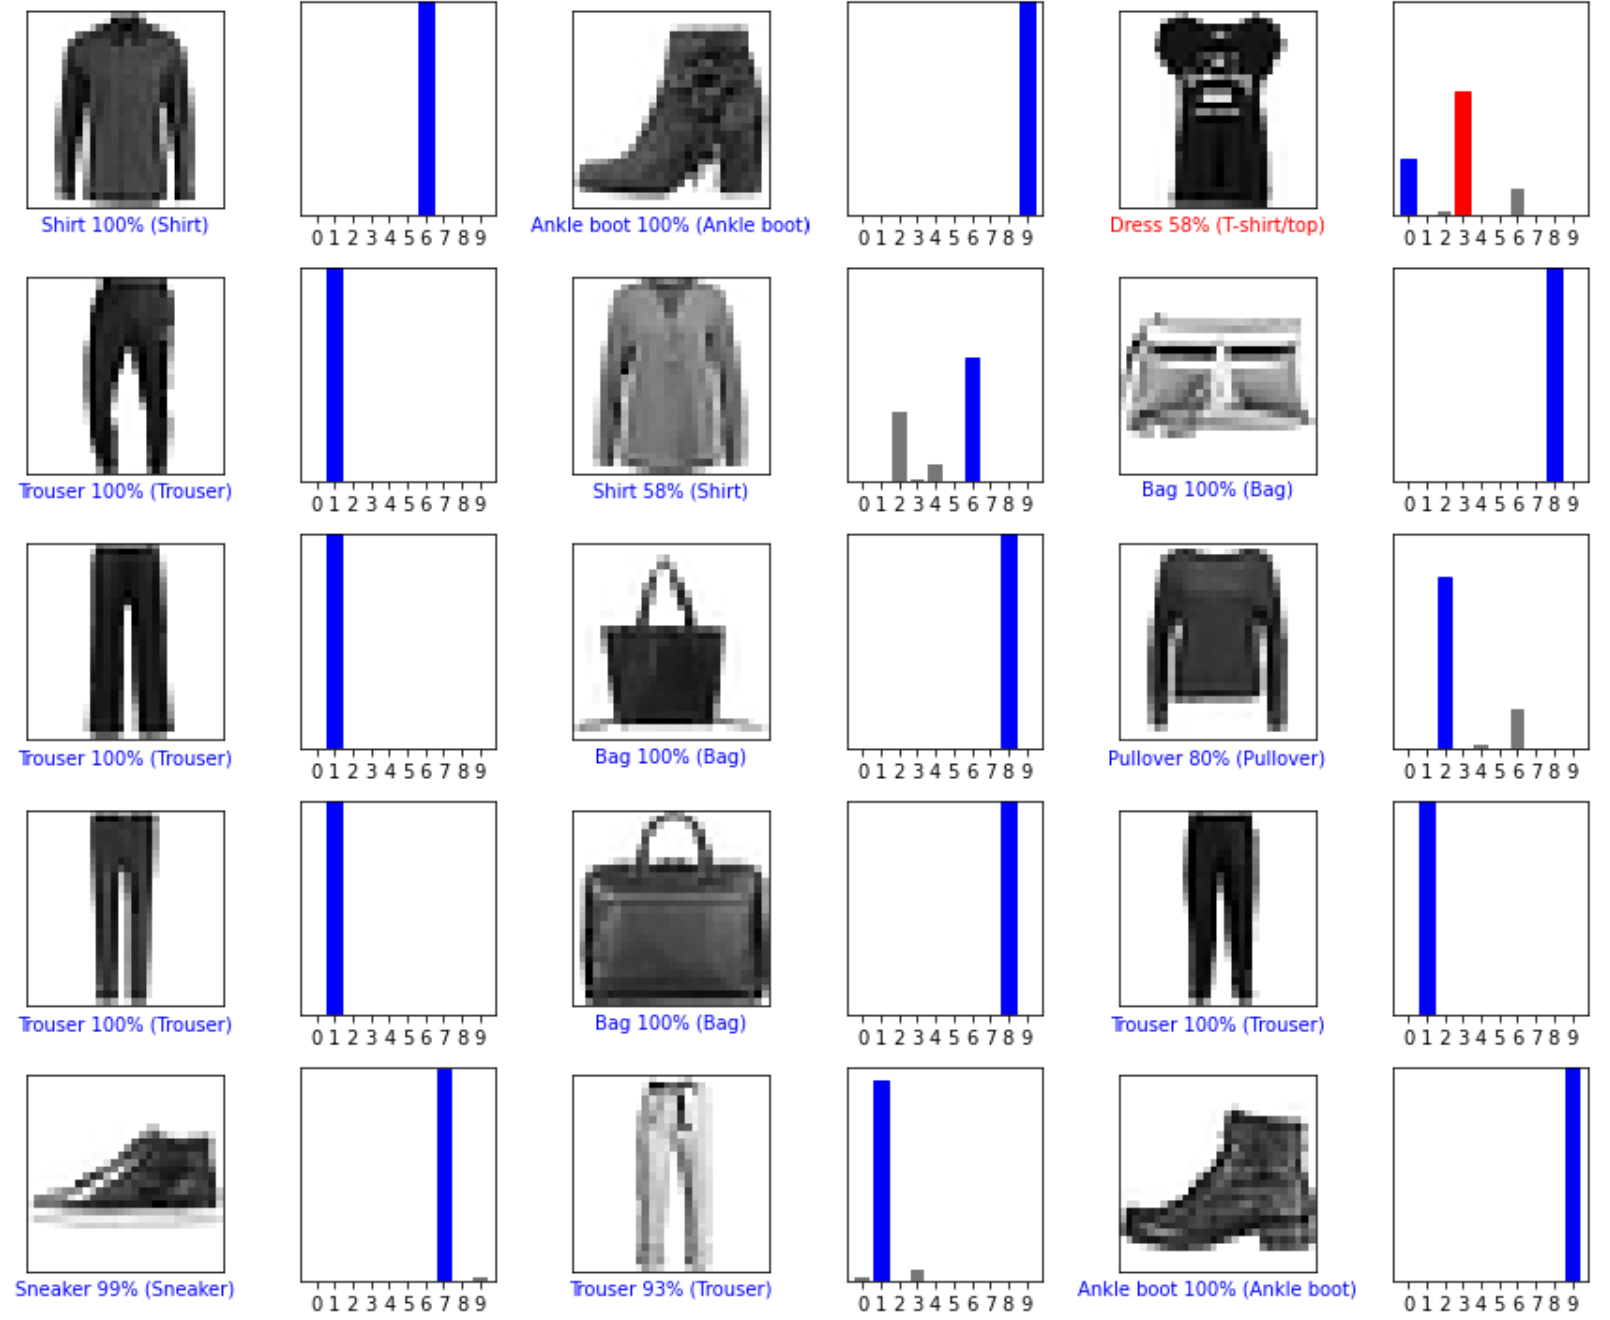 0 1 2 3 4 5 6 7 8 9 0 1 2 3 4 5 6 7 8 9 0 1 2 3 4 5 6 7 8 9
Shirt 100% (Shirt) Ankle boot 100% (Ankle boot) Dress 58% (T-shirt/top)
0 1 2 3 4 5 6 7 8 9 0 1 2 3 4 5 6 7 8 9 0 1 2 3 4 5 6 7 8 9
Trouser 100% (Trouser) Shirt 58% (Shirt) Bag 100% (Bag)
0 1 2 3 4 5 6 7 8 9 0 1 2 3 4 5 6 7 8 9 0 1 2 3 4 5 6 7 8 9
Trouser 100% (Trouser) Bag 100% (Bag) Pullover 80% (Pullover)
0 1 2 3 4 5 6 7 8 9 0 1 2 3 4 5 6 7 8 9 0 1 2 3 4 5 6 7 8 9
Trouser 100% (Trouser) Bag 100% (Bag) Trouser 100% (Trouser)
0 1 2 3 4 5 6 7 8 9 0 1 2 3 4 5 6 7 8 9 0 1 2 3 4 5 6 7 8 9
Sneaker 99% (Sneaker) Trouser 93% (Trouser) Ankle boot 100% (Ankle boot)